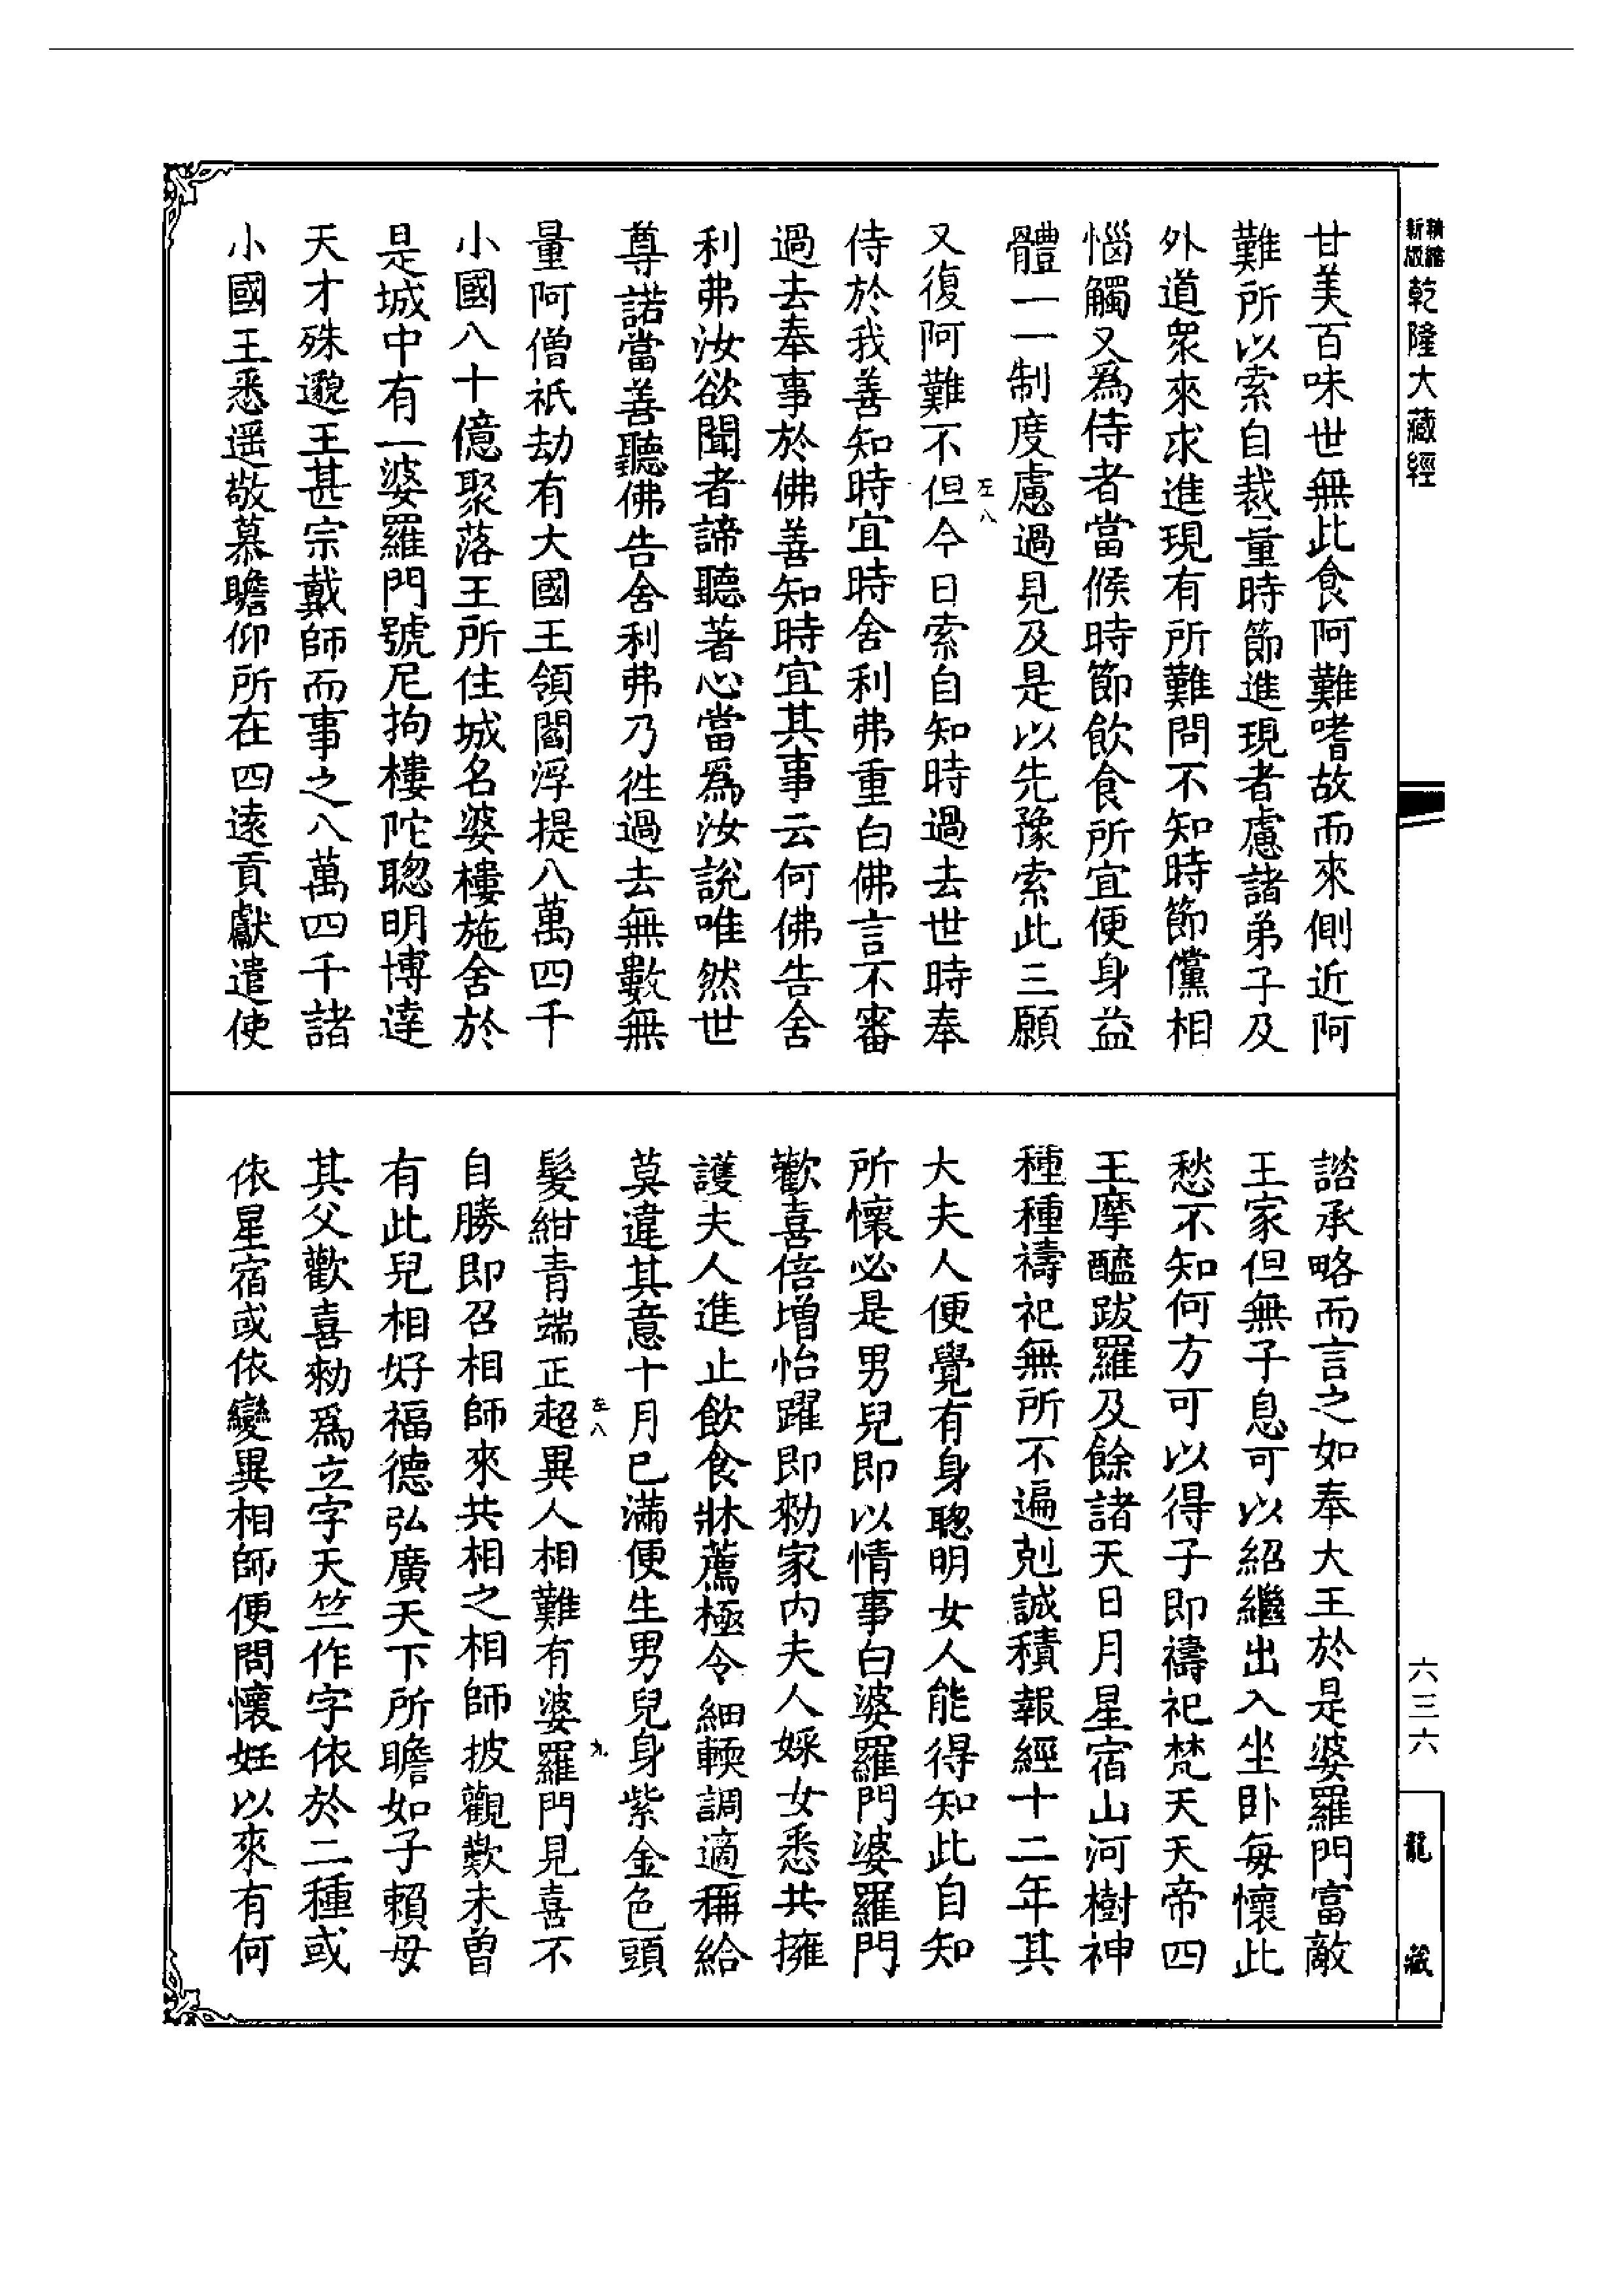 新版 精縮 乾隆大藏經
甘美百味世無此食阿難嗜故而來側近阿
難所以索自裁量時節進現者慮諸弟子及
外道衆來求進現有所難問不知時節儻相
惱觸又爲侍者當候時節飲食所宜便身益
體一一制度慮過見及是以先豫索此三願
又復阿難不但今日索自知時過去世時奉
左八
侍於我善知時宜時舍利弗重白佛言不審
過去奉事於佛善知時宜其事云何佛告舍
利弗汝欲聞者諦聽著心當爲汝說唯然世
尊諾當善聽佛告舍利弗乃徃過去無數無
量阿僧祇劫有大國王領閻浮提八萬四千
小國八十億聚落王所住城名婆樓施舍於
是城中有一婆羅門號尼拘樓陀聰明博達
天才殊邈王甚宗戴師而事之八萬四千諸
小國王悉遥敬慕瞻仰所在四遠貢獻遣使
諮承略而言之如奉大王於是婆羅門富敵
王家但無子息可以紹繼出入坐卧每懷此
愁不知何方可以得子即禱祀梵天天帝四
王摩醯跋羅及餘諸天日月星宿山河樹神
種種禱祀無所不遍剋誠積報經十二年其
大夫人便覺有身聰明女人能得知此自知
所懷必是男兒即以情事白婆羅門婆羅門
歡喜倍增怡躍即勑家內夫人婇女悉共擁
護夫人進止飲食牀薦極令細輭調適稱給
莫違其意十月已滿便生男兒身紫金色頭
左八
九
髮紺青端正超異人相難有婆羅門見喜不
自勝即召相師來共相之相師披觀歎未曾
有此兒相好福德弘廣天下所瞻如子賴母
其父歡喜勑爲立字天竺作字依於二種或
依星宿或依變異相師便問懷妊以來有何
六三六
龍藏